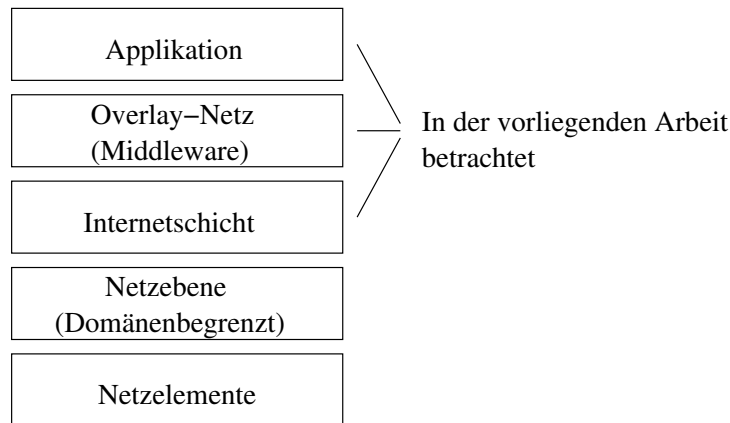 Applikation
Overlay−Netz
(Middleware)
In der vorliegenden Arbeit
betrachtet
Internetschicht
Netzebene
(Domänenbegrenzt)
Netzelemente